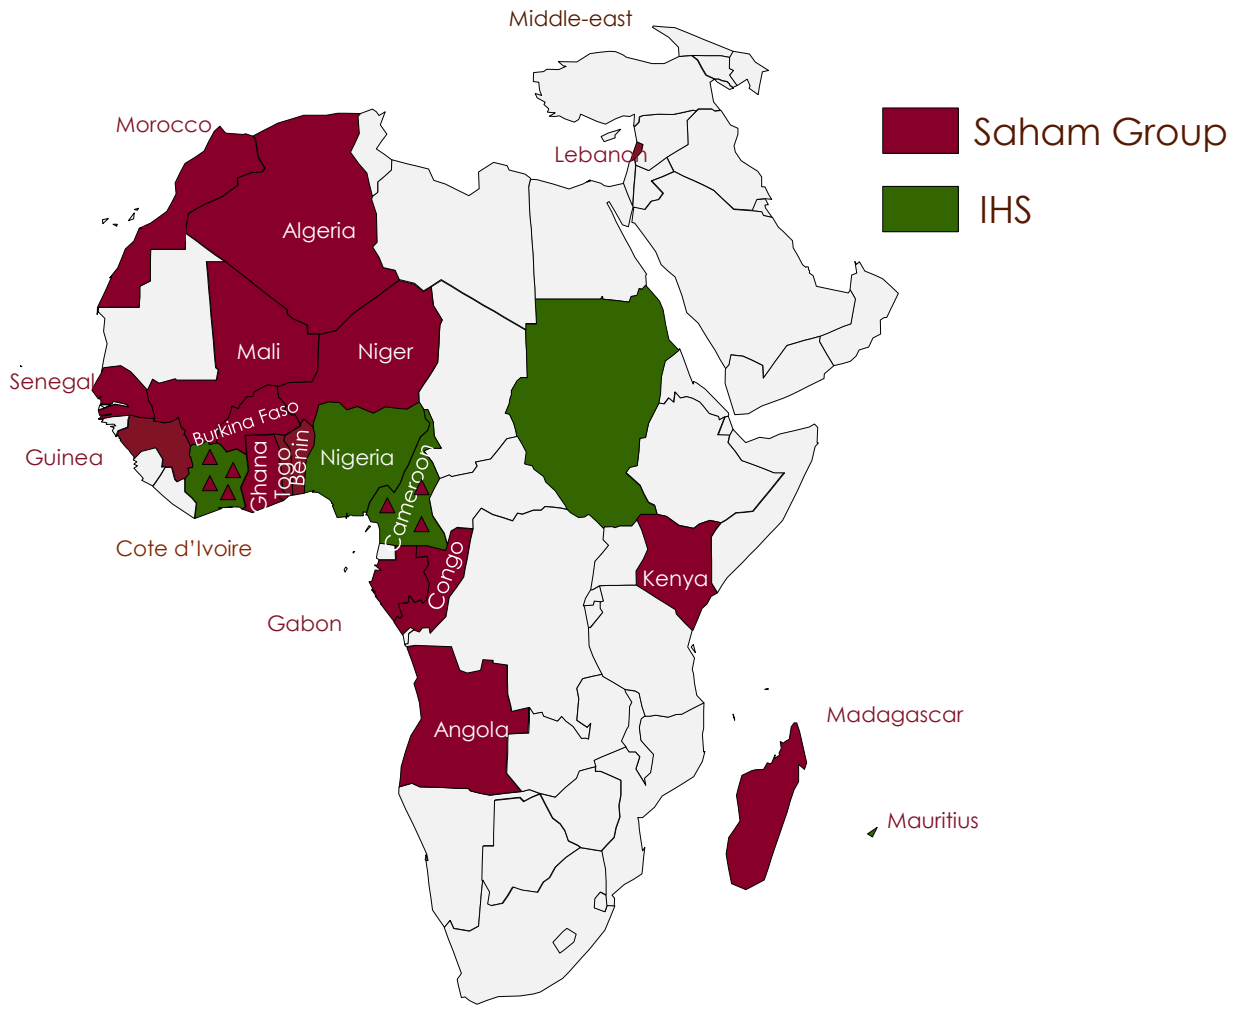 Middle-east
Morocco
Saham Group
Lebanon
IHS
Algeria
Mali
Niger
Senegal
Burkina Faso
Guinea
Nigeria
Ghana
Togo
Benin
Cameroon
Cote d’Ivoire
Congo
Kenya
Gabon
Madagascar
Angola
Mauritius